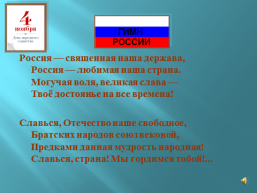 4
ноября
День народного
единства
ГИМН
РОССИИ
Россия — священная наша держава,
Россия — любимая наша страна.
Могучая воля, великая слава —
Твоё достоянье на все времена!
Славься, Отечество наше свободное,
Братских народов союз вековой,
Предками данная мудрость народная!
Славься, страна! Мы гордимся тобой!...